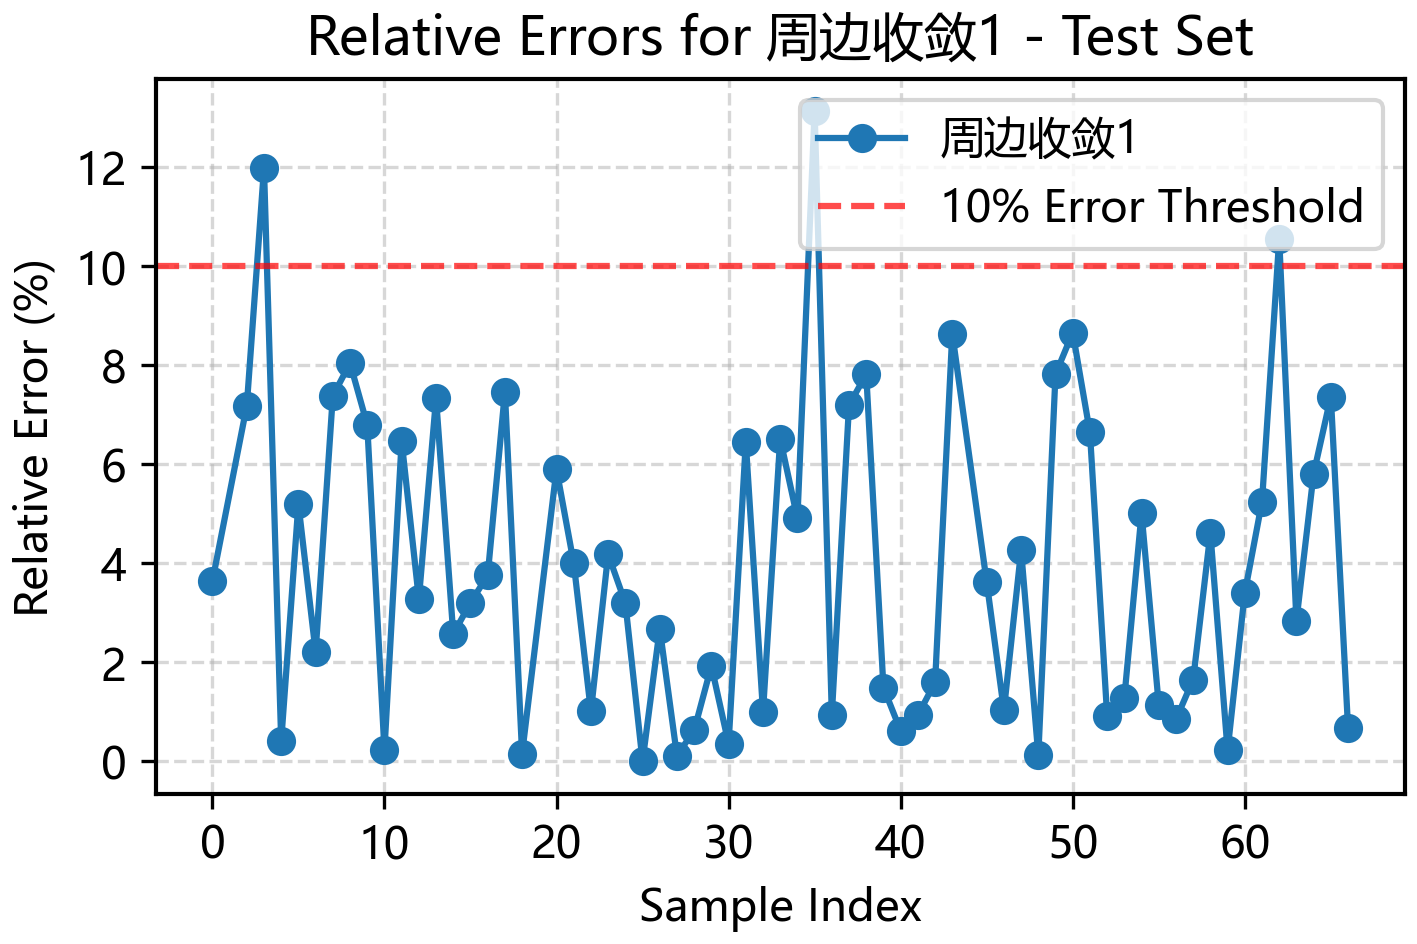 Relative Errors for 周边收敛1 - Test Set
周边收敛1
10% Error Threshold
Relative Error (%)
12
10
8
6
4
2
0
0 10 20 30 40 50 60
Sample Index